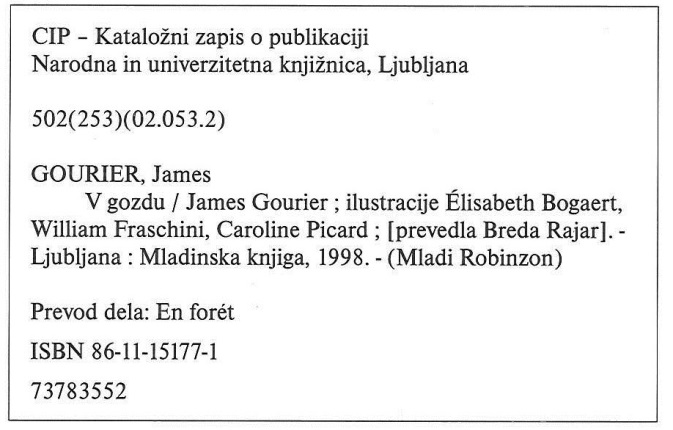 CIP – Kataložni zapis o publikaciji
Narodna in univerzitetna knjižnica, Ljubljana
502(253)(02.053.2)
GOURIER, James
V gozdu / James Gourier ; ilustracije Élisabeth Bogaert,
William Fraschini, Caroline Picard ; [prevedla Breda Rajar]. -
Ljubljana : Mladinska knjiga, 1998. - (Mladi Robinzon)
Prevod dela: En forét
ISBN 86-11-15177-1
73783552